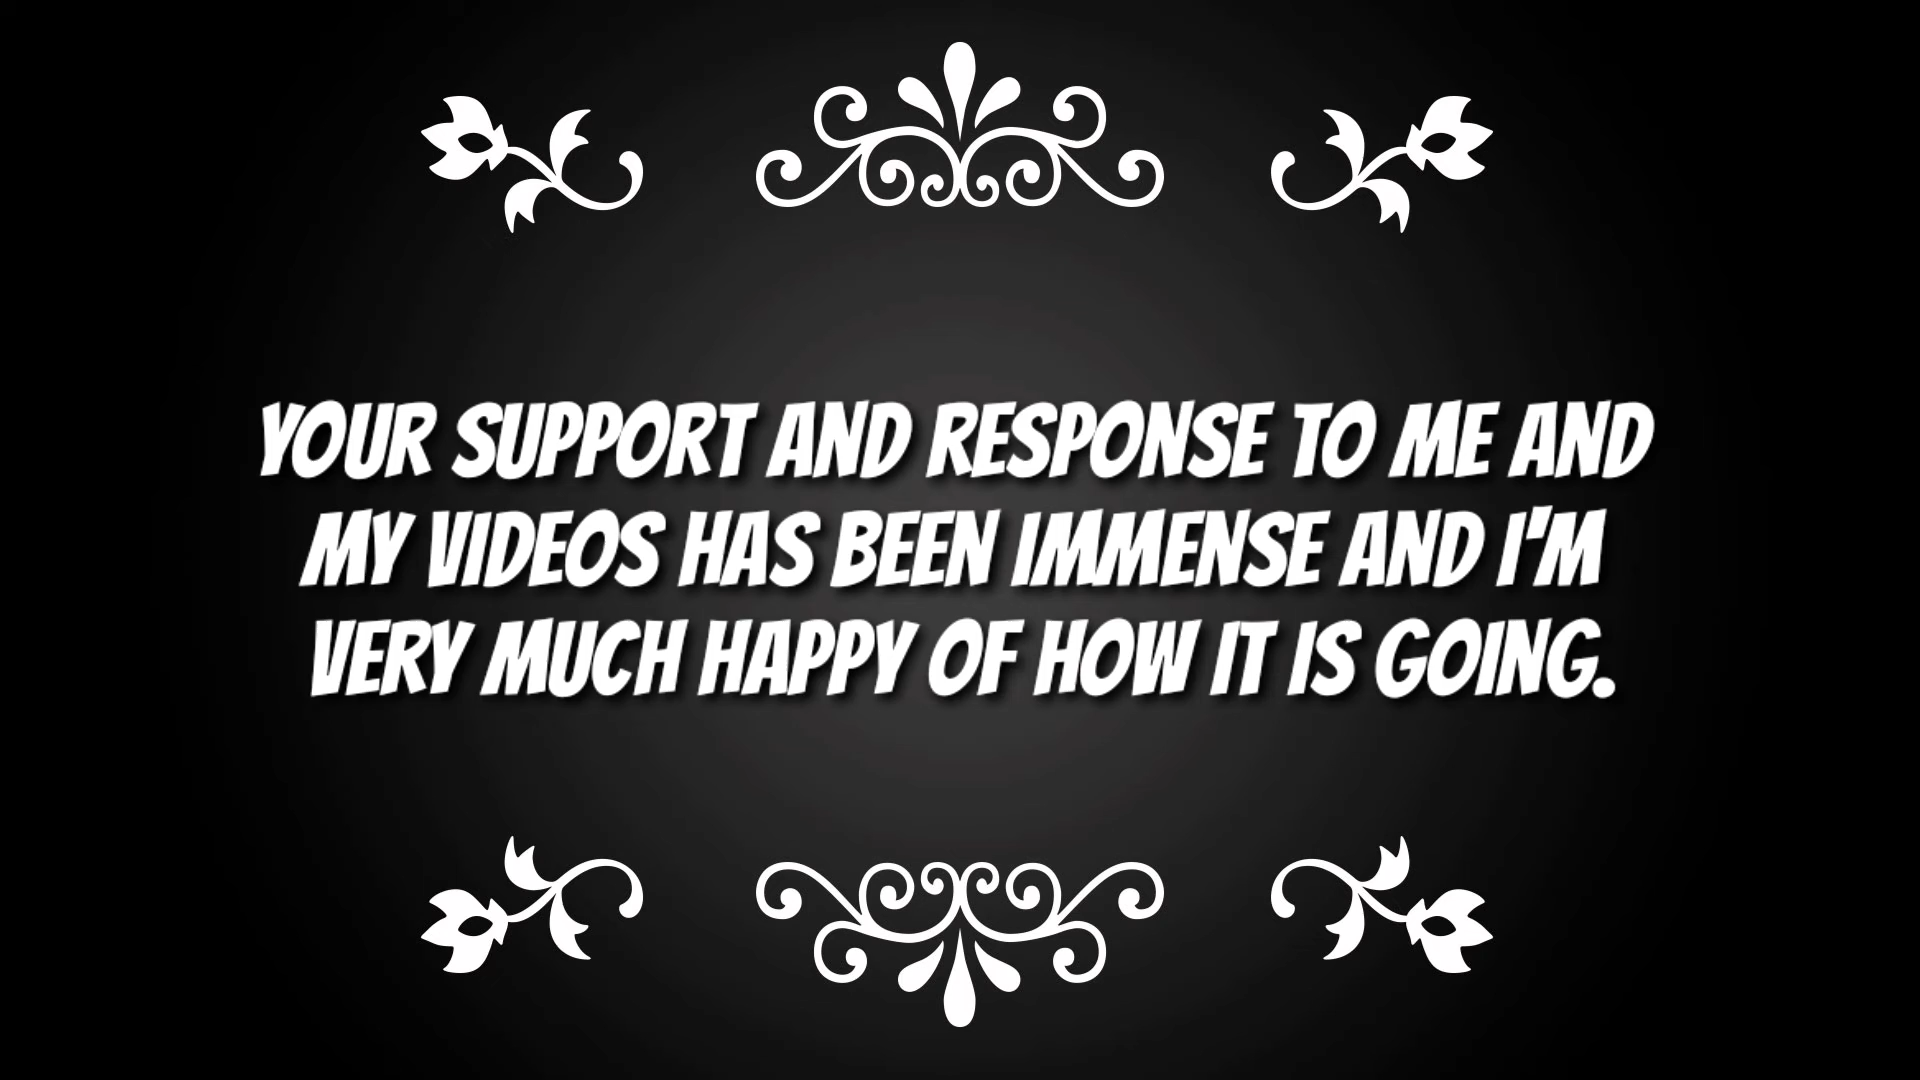 YOUR SUPPORT AND RESPONSE TO ME AND
MY VIDEOS HAS BEEN IMMENSE AND I'M
VERY MUCH HAPPY OF HOW IT IS GOING.